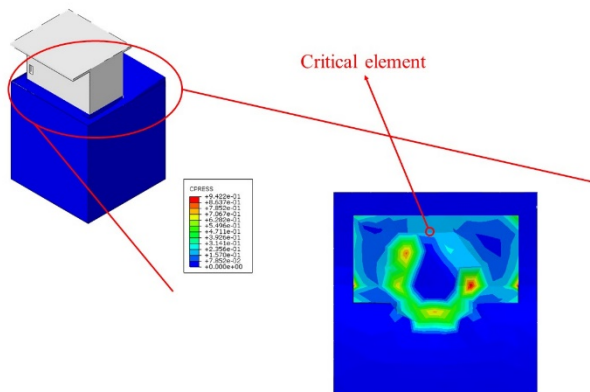 Critical element
CPRESS
+9.422e-01
+8.637e-01
+7.852e-01
+7.067e-01
+6.282e-01
+5.496e-01
+4.711e-01
+3.926e-01
+3.141e-01
+2.356e-01
+1.570e-01
+7.852e-02
+0.000e+00